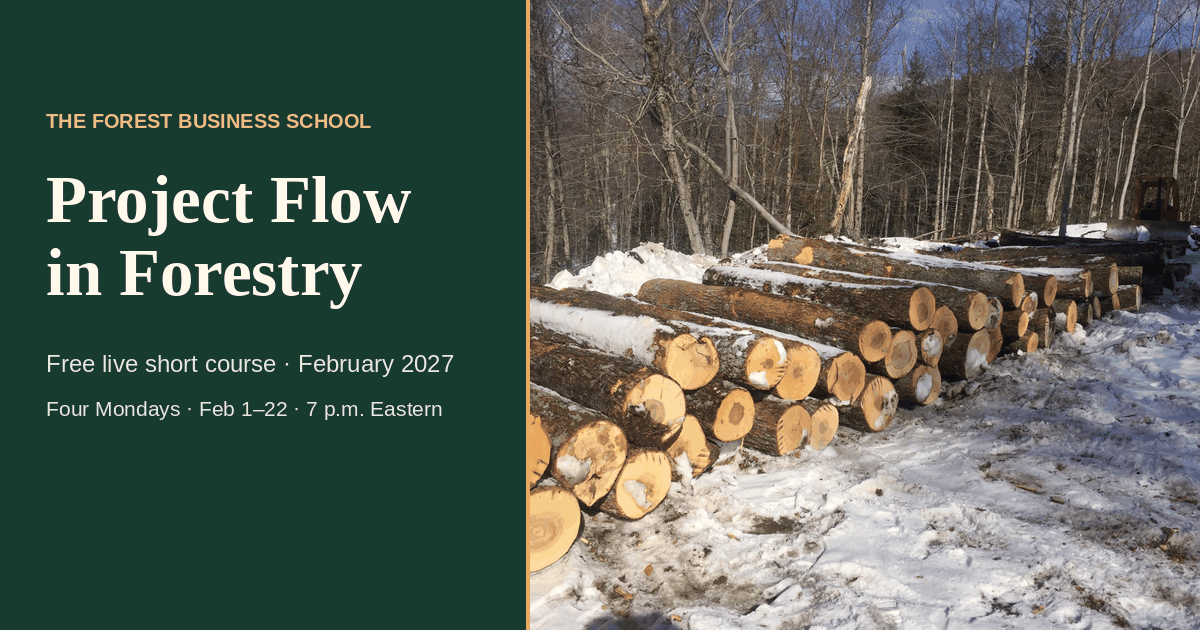 THE FOREST BUSINESS SCHOOL
Project Flow
in Forestry
Free live short course · February 2027
Four Mondays · Feb 1–22 · 7 p.m. Eastern